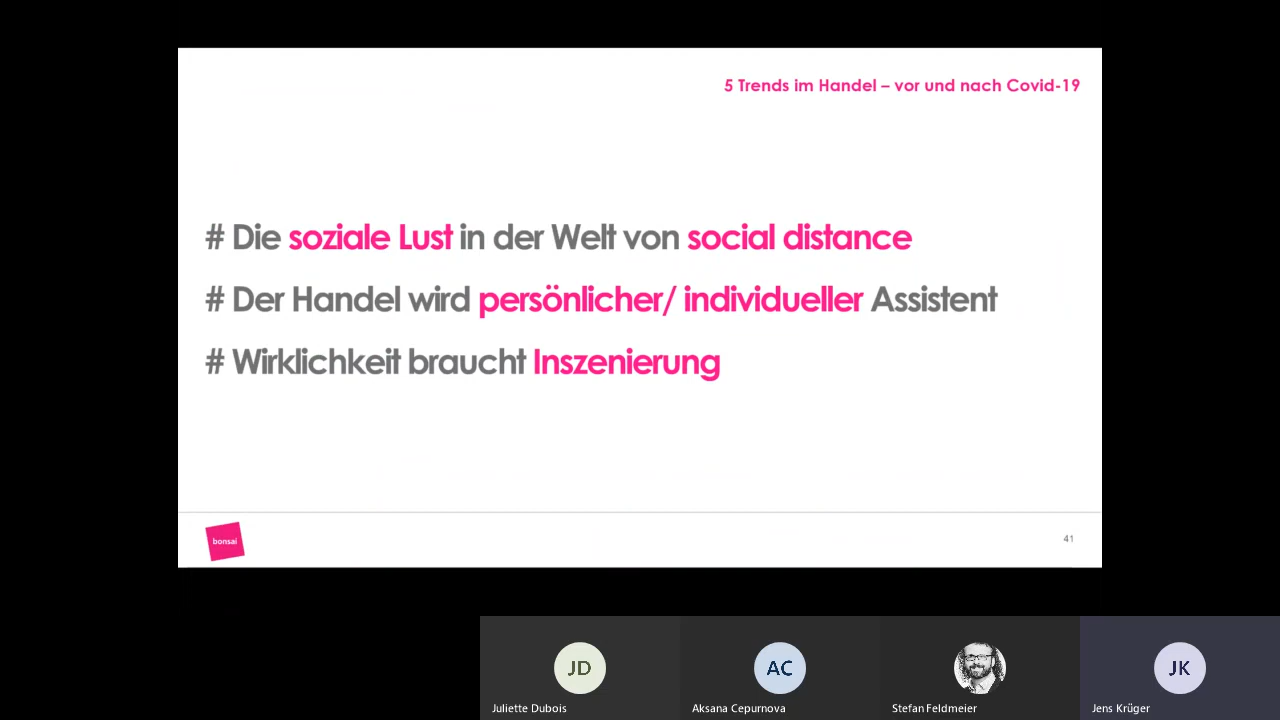 5 Trends im Handel – vor und nach Covid-19
# Die soziale Lust in der Welt von social distance
# Der Handel wird persönlicher/ individueller Assistent
# Wirklichkeit braucht Inszenierung
bonsai
41
JD
AC
JK
Juliette Dubois
Aksana Cepurnova
Stefan Feldmeier
Jens Krüger